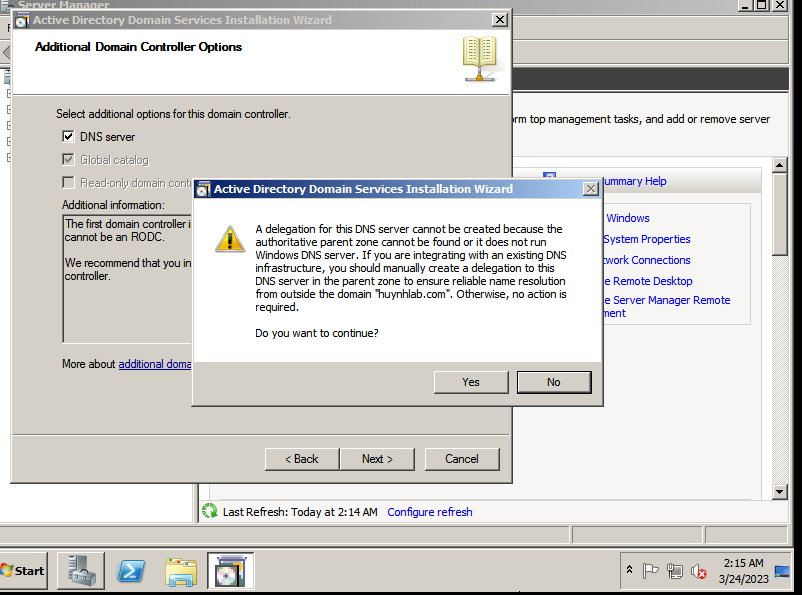 Server Manager
Active Directory Domain Services Installation Wizard
Additional Domain Controller Options
Select additional options for this domain controller.
DNS server
Global catalog
Read-only domain cont
Additional information:
The first domain controller i
cannot be an RODC.
We recommend that you in
controller.
More about additional doma
< Back
Next >
Cancel
Active Directory Domain Services Installation Wizard
A delegation for this DNS server cannot be created because the
authoritative parent zone cannot be found or it does not run
Windows DNS server. If you are integrating with an existing DNS
infrastructure, you should manually create a delegation to this
DNS server in the parent zone to ensure reliable name resolution
from outside the domain "huynhlab.com". Otherwise, no action is
required.
Do you want to continue?
Yes
No
rm top management tasks, and add or remove server
ummary Help
Windows
System Properties
work Connections
e Remote Desktop
e Server Manager Remote
ment
Last Refresh: Today at 2:14 AM
Configure refresh
Start
2:15 AM
3/24/2023